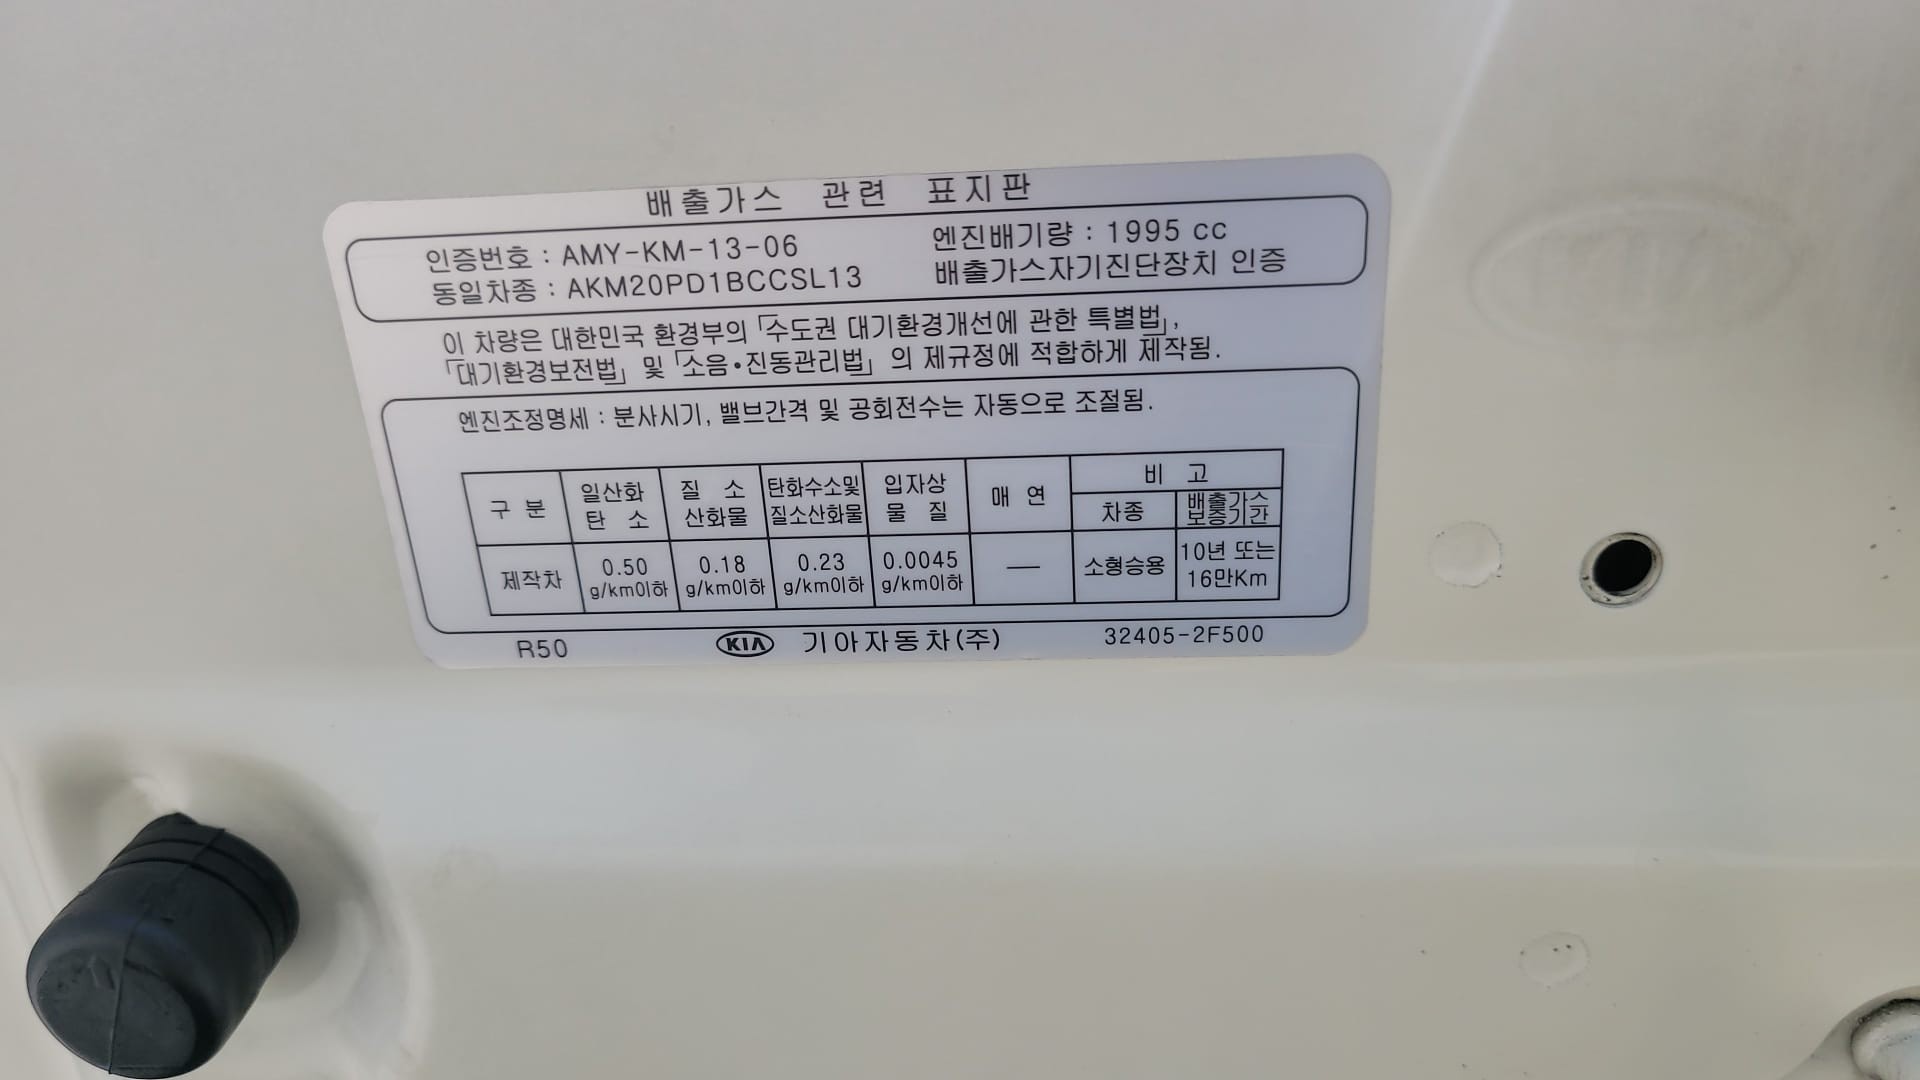 배출가스 관련 표지판
인증번호 : AMY-KM-13-06
동일차종 : AKM20PD1BCCSL13
엔진배기량 : 1995 cc
배출가스자기진단장치 인증
이 차량은 대한민국 환경부의 「수도권 대기환경개선에 관한 특별법」,
「대기환경보전법」 및 「소음•진동관리법」 의 제규정에 적합하게 제작됨.
엔진조정명세 : 분사시기, 밸브간격 및 공회전수는 자동으로 조절됨.
구 분
일산화
탄 소
질 소
산화물
탄화수소및
질소산화물
입자상
물 질
매 연
비 고
차종
배출가스
보증기간
제작차
0.50
g/km이하
0.18
g/km이하
0.23
g/km이하
0.0045
g/km이하
—
소형승용
10년 또는
16만Km
R50
KIA 기아자동차(주)
32405-2F500